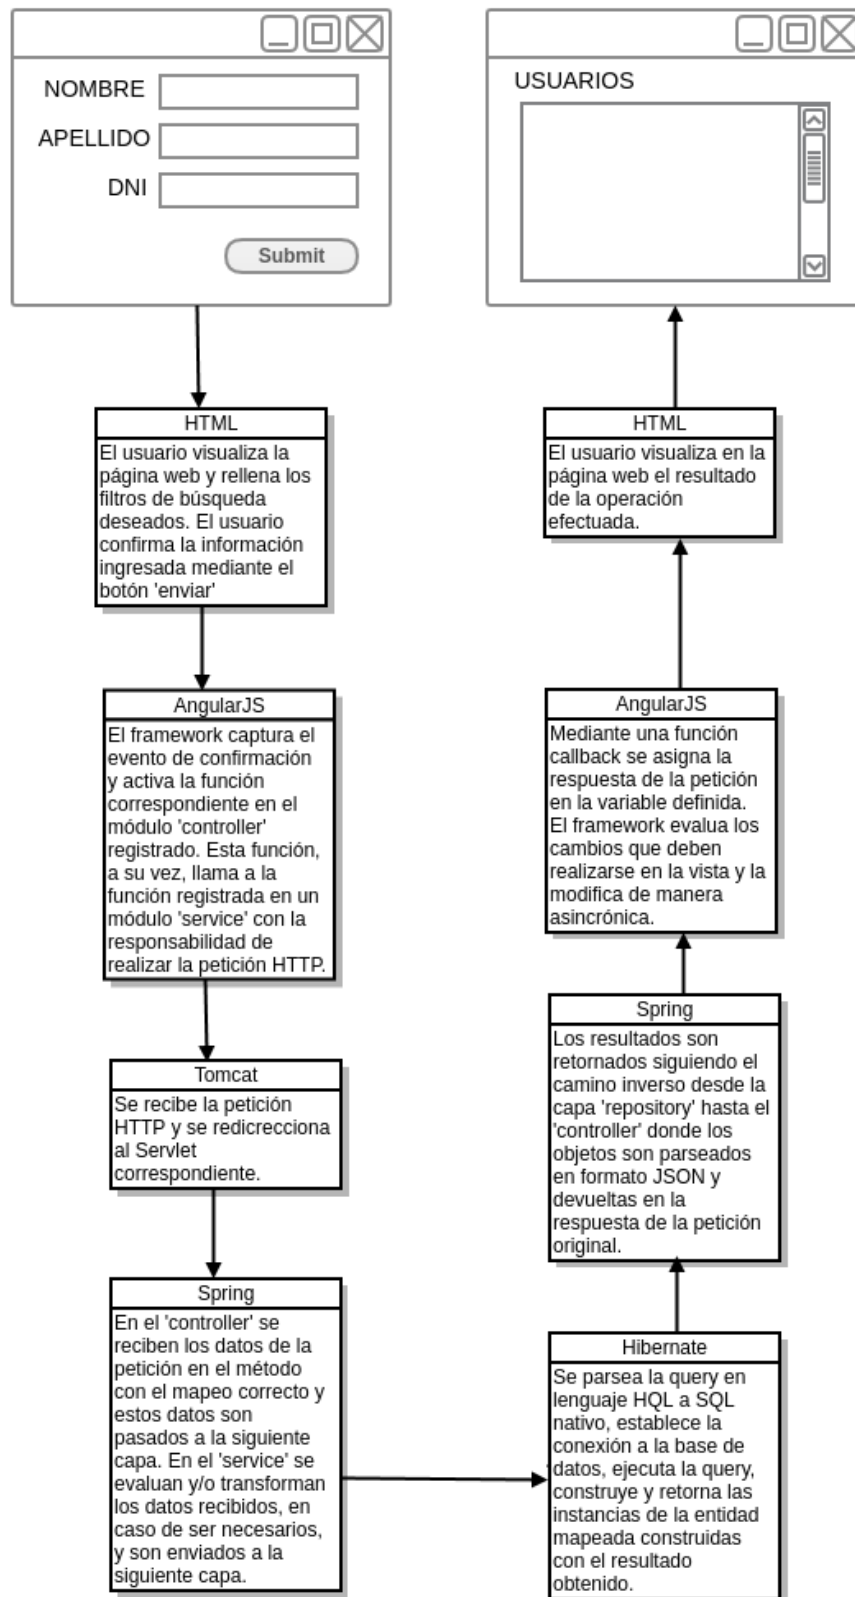 NOMBRE
APELLIDO
DNI
Submit
USUARIOS
HTML
El usuario visualiza la
página web y rellena los
filtros de búsqueda
deseados. El usuario
confirma la información
ingresada mediante el
botón 'enviar'
AngularJS
El framework captura el
evento de confirmación
y activa la función
correspondiente en el
módulo 'controller'
registrado. Esta función,
a su vez, llama a la
función registrada en un
módulo 'service' con la
responsabilidad de
realizar la petición HTTP.
Tomcat
Se recibe la petición
HTTP y se redicrecciona
al Servlet
correspondiente.
Spring
En el 'controller' se
reciben los datos de la
petición en el método
con el mapeo correcto y
estos datos son
pasados a la siguiente
capa. En el 'service' se
evaluan y/o transforman
los datos recibidos, en
caso de ser necesarios,
y son enviados a la
siguiente capa.
Hibernate
Se parsea la query en
lenguaje HQL a SQL
nativo, establece la
conexión a la base de
datos, ejecuta la query,
construye y retorna las
instancias de la entidad
mapeada construidas
con el resultado
obtenido.
Spring
Los resultados son
retornados siguiendo el
camino inverso desde la
capa 'repository' hasta el
'controller' donde los
objetos son parseados
en formato JSON y
devueltas en la
respuesta de la petición
original.
AngularJS
Mediante una función
callback se asigna la
respuesta de la petición
en la variable definida.
El framework evalua los
cambios que deben
realizarse en la vista y la
modifica de manera
asincrónica.
HTML
El usuario visualiza en la
página web el resultado
de la operación
efectuada.